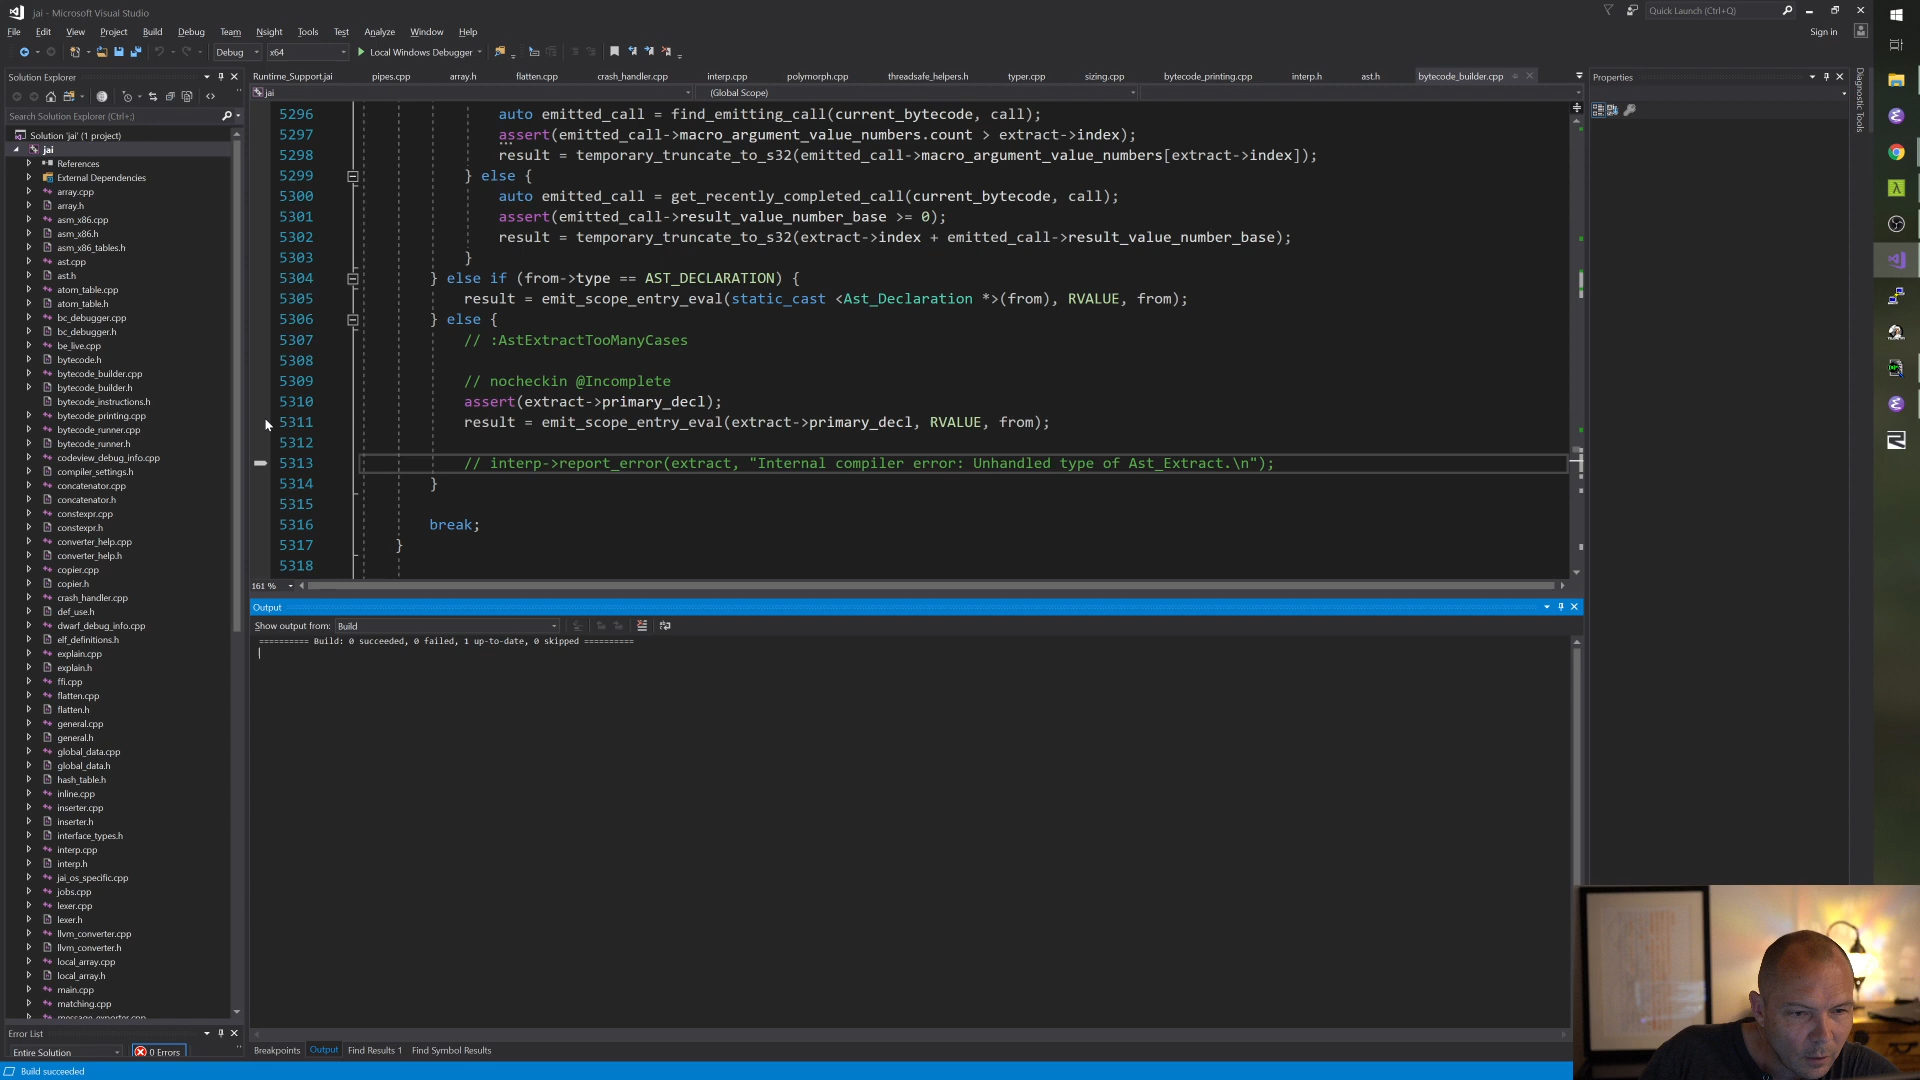 jai - Microsoft Visual Studio
Quick Launch (Ctrl+Q)
File Edit View Project Build Debug Team Nsight Tools Test Analyze Window Help
Sign in
Debug x64 Local Windows Debugger
Solution Explorer
Search Solution Explorer (Ctrl+;)
Solution 'jai' (1 project)
jai
References
External Dependencies
array.cpp
array.h
asm_x86.cpp
asm_x86.h
asm_x86_tables.h
ast.cpp
ast.h
atom_table.cpp
atom_table.h
bc_debugger.cpp
bc_debugger.h
be_live.cpp
bytecode.h
bytecode_builder.cpp
bytecode_builder.h
bytecode_instructions.h
bytecode_printing.cpp
bytecode_runner.cpp
bytecode_runner.h
codeview_debug_info.cpp
compiler_settings.h
concatenator.cpp
concatenator.h
constexpr.cpp
constexpr.h
converter_help.cpp
converter_help.h
copier.cpp
copier.h
crash_handler.cpp
def_use.h
dwarf_debug_info.cpp
elf_definitions.h
explain.cpp
explain.h
ffi.cpp
flatten.cpp
flatten.h
general.cpp
general.h
global_data.cpp
global_data.h
hash_table.h
inline.cpp
inserter.cpp
inserter.h
interface_types.h
interp.cpp
interp.h
jai_os_specific.cpp
jobs.cpp
lexer.cpp
lexer.h
llvm_converter.cpp
llvm_converter.h
local_array.cpp
local_array.h
main.cpp
matching.cpp
message_exporter.cpp
Error List
Entire Solution 0 Errors
Runtime_Support.jai pipes.cpp array.h flatten.cpp crash_handler.cpp interp.cpp polymorph.cpp threadsafe_helpers.h typer.cpp sizing.cpp bytecode_printing.cpp interp.h ast.h bytecode_builder.cpp
jai (Global Scope)
5296 auto emitted_call = find_emitting_call(current_bytecode, call);
5297 assert(emitted_call->macro_argument_value_numbers.count > extract->index);
5298 result = temporary_truncate_to_s32(emitted_call->macro_argument_value_numbers[extract->index]);
5299 } else {
5300 auto emitted_call = get_recently_completed_call(current_bytecode, call);
5301 assert(emitted_call->result_value_number_base >= 0);
5302 result = temporary_truncate_to_s32(extract->index + emitted_call->result_value_number_base);
5303 }
5304 } else if (from->type == AST_DECLARATION) {
5305 result = emit_scope_entry_eval(static_cast <Ast_Declaration *>(from), RVALUE, from);
5306 } else {
5307 // :AstExtractTooManyCases
5308
5309 // nocheckin @Incomplete
5310 assert(extract->primary_decl);
5311 result = emit_scope_entry_eval(extract->primary_decl, RVALUE, from);
5312
5313 // interp->report_error(extract, "Internal compiler error: Unhandled type of Ast_Extract.\n");
5314 }
5315
5316 break;
5317 }
5318
161 %
Output
Show output from: Build
========== Build: 0 succeeded, 0 failed, 1 up-to-date, 0 skipped ==========
Breakpoints Output Find Results 1 Find Symbol Results
Properties
Diagnostic Tools
Build succeeded